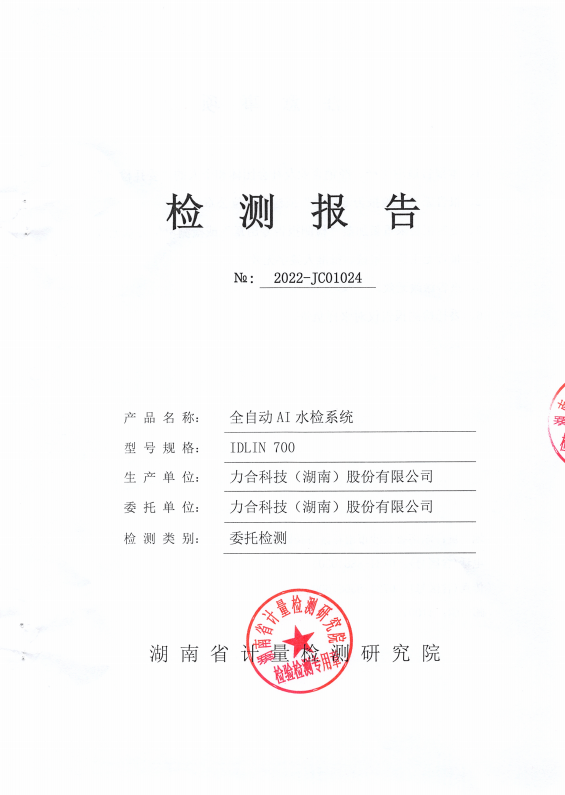 检测报告
№: 2022-JC01024
产品名称: 全自动AI水检系统
型号规格: IDLIN 700
生产单位: 力合科技（湖南）股份有限公司
委托单位: 力合科技（湖南）股份有限公司
检测类别: 委托检测
湖南省计量检测研究院
湖南省计量检测研究院
检验检测专用章